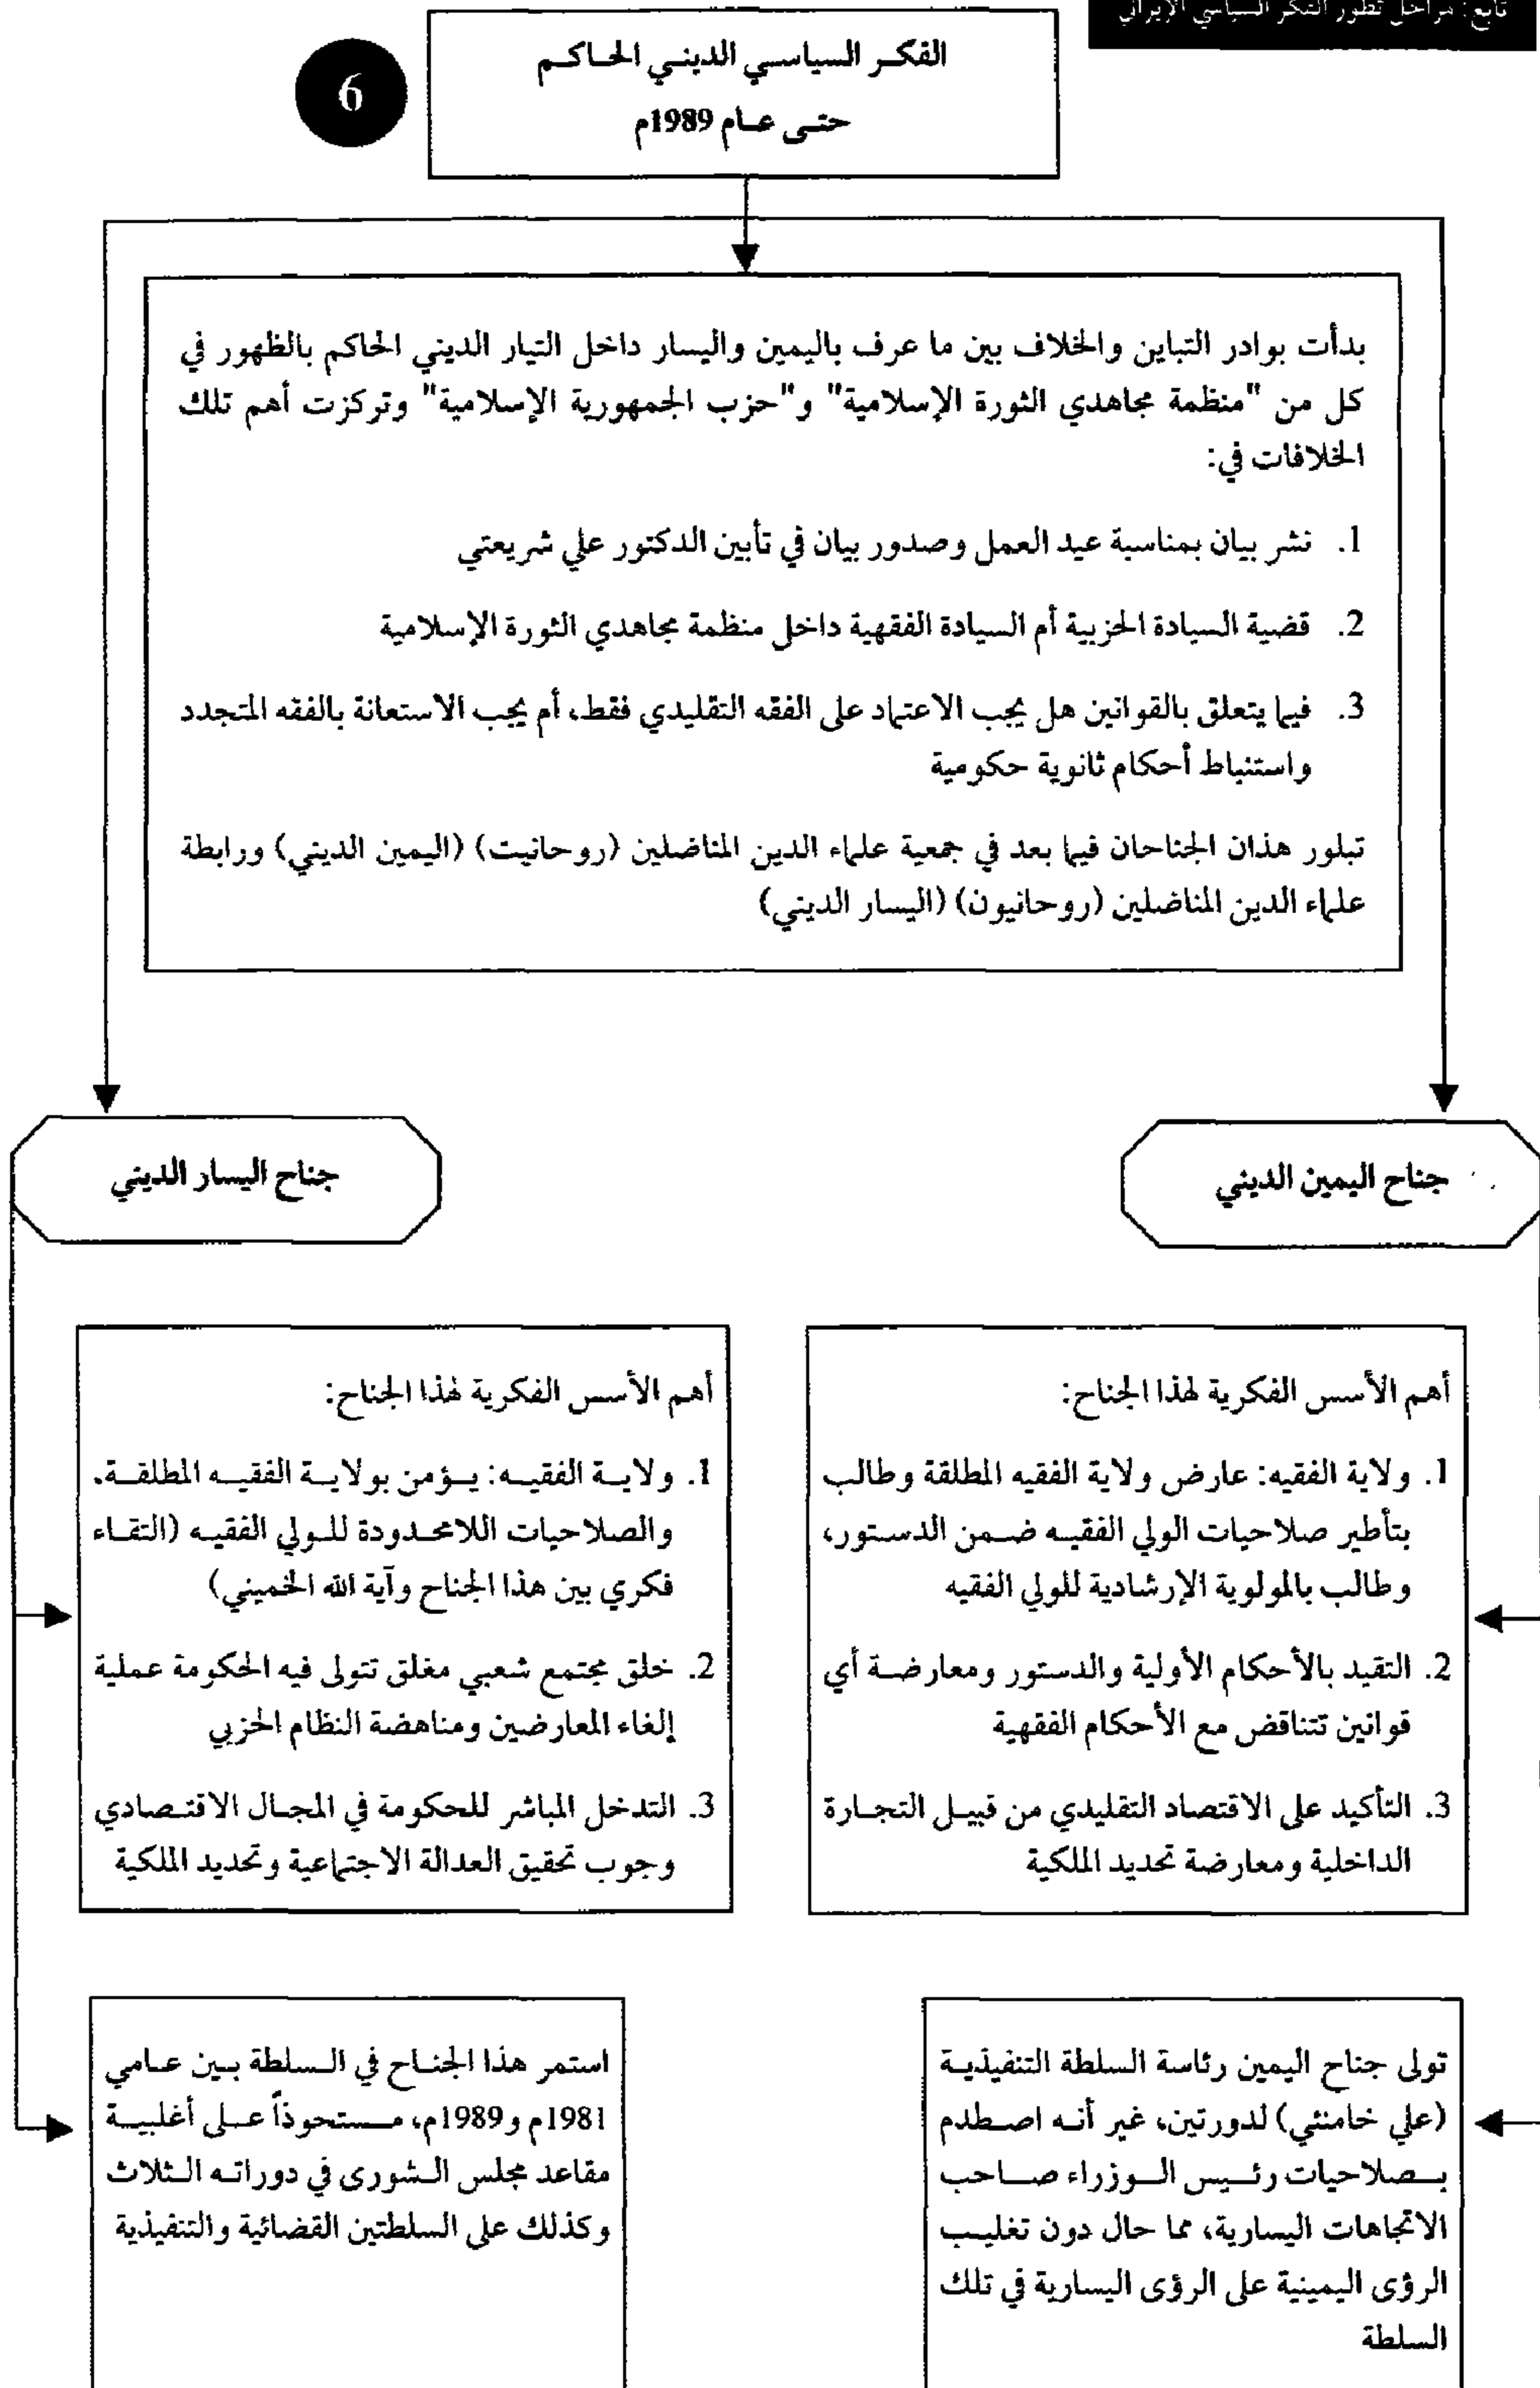 تابع: مراحل تطور الفكر السياسي الإيراني
الفكر السياسي الديني الحاكم
حتى عام 1989م
6
بدأت بوادر التباين والخلاف بين ما عرف باليمين واليسار داخل التيار الديني الحاكم بالظهور في
كل من "منظمة مجاهدي الثورة الإسلامية" و"حزب الجمهورية الإسلامية" وتركزت أهم تلك
الخلافات في:
1. نشر بيان بمناسبة عيد العمل وصدور بيان في تأبين الدكتور علي شريعتي
2. قضية السيادة الحزبية أم السيادة الفقهية داخل منظمة مجاهدي الثورة الإسلامية
3. فيما يتعلق بالقوانين هل يجب الاعتماد على الفقه التقليدي فقط، أم يجب الاستعانة بالفقه المتجدد
واستنباط أحكام ثانوية حكومية
تبلور هذان الجناحان فيما بعد في جمعية علماء الدين المناضلين (روحانيت) (اليمين الديني) ورابطة
علماء الدين المناضلين (روحانيون) (اليسار الديني)
جناح اليمين الديني
أهم الأسس الفكرية لهذا الجناح:
1. ولاية الفقيه: عارض ولاية الفقيه المطلقة وطالب
بتأطير صلاحيات الولي الفقيه ضمن الدستور،
وطالب بالمولوية الإرشادية للولي الفقيه
2. التقيد بالأحكام الأولية والدستور ومعارضة أي
قوانين تتناقض مع الأحكام الفقهية
3. التأكيد على الاقتصاد التقليدي من قبيل التجارة
الداخلية ومعارضة تحديد الملكية
تولى جناح اليمين رئاسة السلطة التنفيذية
(علي خامنئي) لدورتين، غير أنه اصطدم
بصلاحيات رئيس الوزراء صاحب
الاتجاهات اليسارية، مما حال دون تغليب
الرؤى اليمينية على الرؤى اليسارية في تلك
السلطة
جناح اليسار الديني
أهم الأسس الفكرية لهذا الجناح:
1. ولاية الفقيه: يؤمن بولاية الفقيه المطلقة.
والصلاحيات اللامحدودة للولي الفقيه (التقاء
فكري بين هذا الجناح وآية الله الخميني)
2. خلق مجتمع شعبي مغلق تتولى فيه الحكومة عملية
إلغاء المعارضين ومناهضة النظام الحزبي
3. التدخل المباشر للحكومة في المجال الاقتصادي
وجوب تحقيق العدالة الاجتماعية وتحديد الملكية
استمر هذا الجناح في السلطة بين عامي
1981م و1989م، مستحوذاً على أغلبية
مقاعد مجلس الشورى في دوراته الثلاث
وكذلك على السلطتين القضائية والتنفيذية